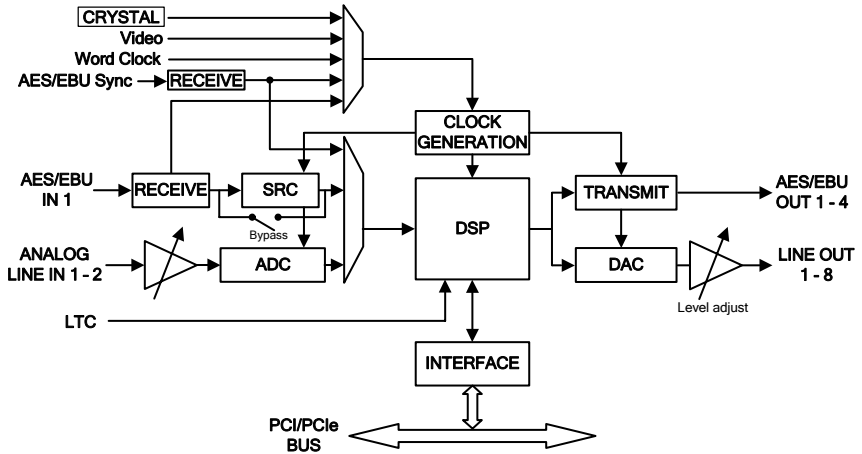 CRYSTAL
Video
Word Clock
AES/EBU Sync
RECEIVE
CLOCK
GENERATION
AES/EBU
IN 1
RECEIVE
SRC
Bypass
DSP
TRANSMIT
AES/EBU
OUT 1 - 4
ANALOG
LINE IN 1 - 2
ADC
DAC
LINE OUT
1 - 8
Level adjust
LTC
INTERFACE
PCI/PCIe
BUS